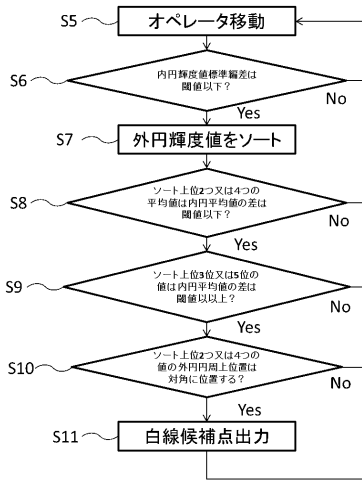 S5
オペレータ移動
S6
内円輝度値標準編差は
閾値以下？
No
Yes
S7
外円輝度値をソート
S8
ソート上位2つ又は4つの
平均値は内円平均値の差は
閾値以下？
No
Yes
S9
ソート上位3位又は5位の
値は内円平均値の差は
閾値以以上？
No
Yes
S10
ソート上位2つ又は4つの
値の外円円周上位置は
対角に位置する？
No
Yes
S11
白線候補点出力